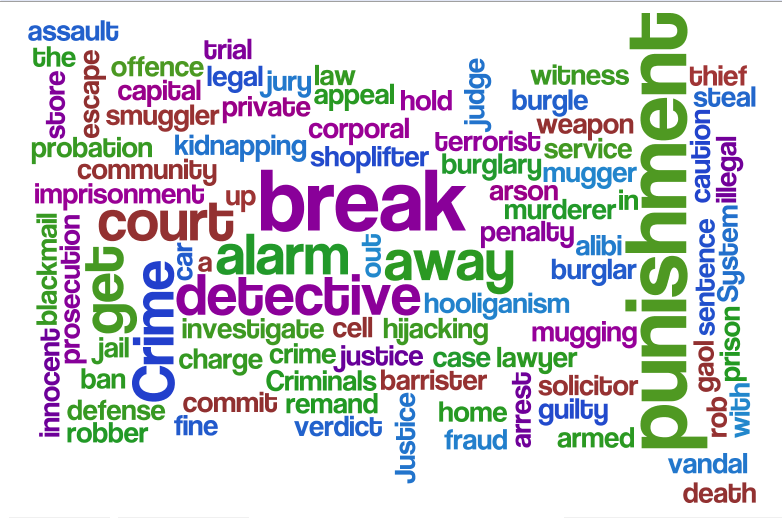 assault
the
store
escape
offence
trial
legal
jury
law
capital
smuggler
private
appeal
hold
judge
witness
burgle
thief
steal
weapon
corporal
probation
kidnapping
shoplifter
terrorist
burglary
service
mugger
caution
illegal
community
imprisonment
up
break
arson
murderer
in
punishment
blackmail
prosecution
court
penalty
alibi
get
car
a
alarm
out
away
burglar
sentence
System
Crime
detective
hooliganism
investigate
cell
hijacking
mugging
innocent
jail
charge
crime
justice
case
lawyer
prison
gaol
ban
Criminals
barrister
arrest
solicitor
rob
with
defense
commit
remand
home
guilty
robber
fine
verdict
Justice
fraud
armed
vandal
death